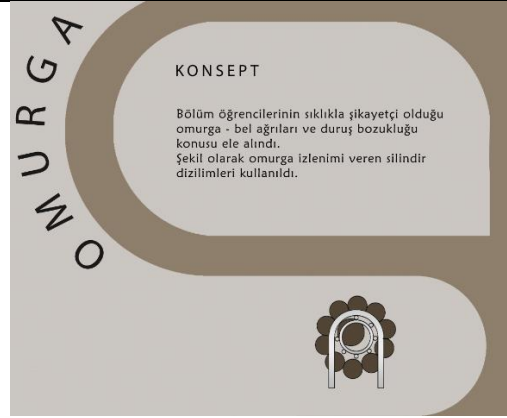 OMURGA
KONSEPT
Bölüm öğrencilerinin sıklıkla şikayetçi olduğu
omurga - bel ağrıları ve duruş bozukluğu
konusu ele alındı.
Şekil olarak omurga izlenimi veren silindir
dizilimleri kullanıldı.